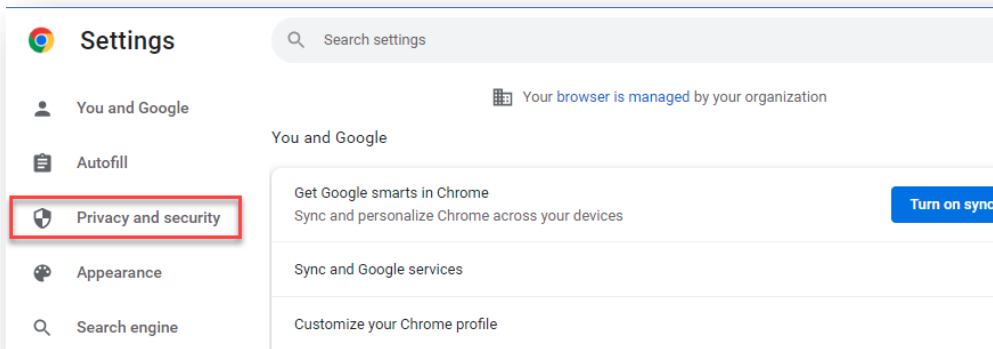 Settings
Search settings
You and Google
Autofill
Privacy and security
Appearance
Search engine
Your browser is managed by your organization
You and Google
Get Google smarts in Chrome
Sync and personalize Chrome across your devices
Turn on sync
Sync and Google services
Customize your Chrome profile